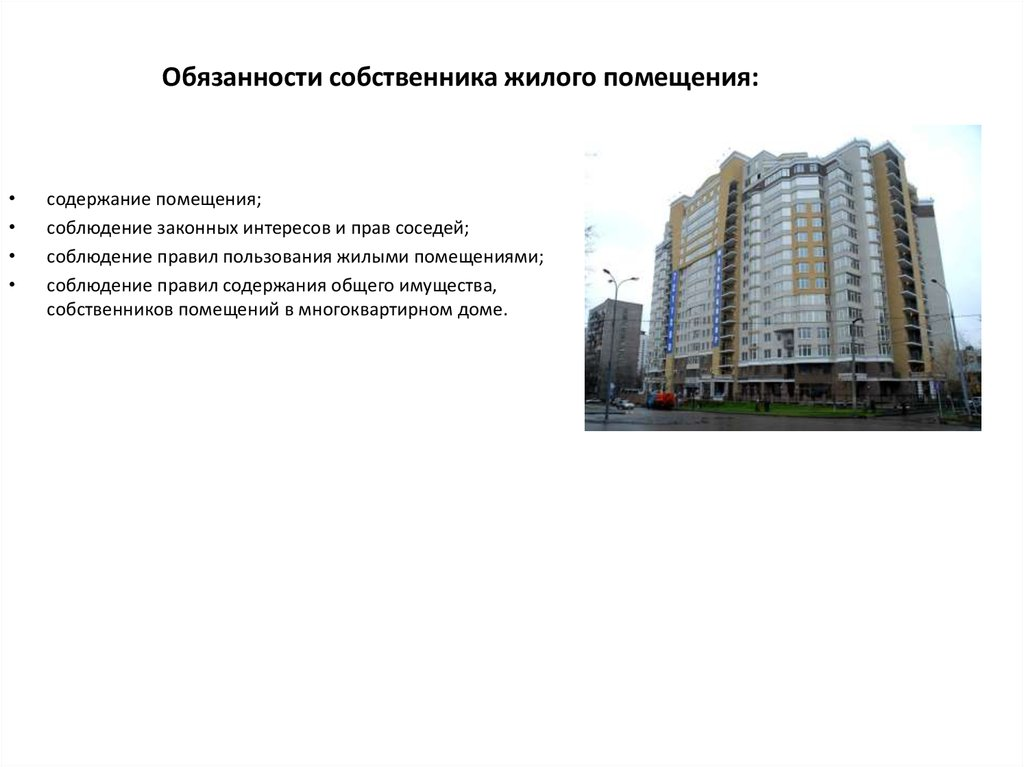 Обязанности собственника жилого помещения:
• содержание помещения;
• соблюдение законных интересов и прав соседей;
• соблюдение правил пользования жилыми помещениями;
• соблюдение правил содержания общего имущества,
собственников помещений в многоквартирном доме.